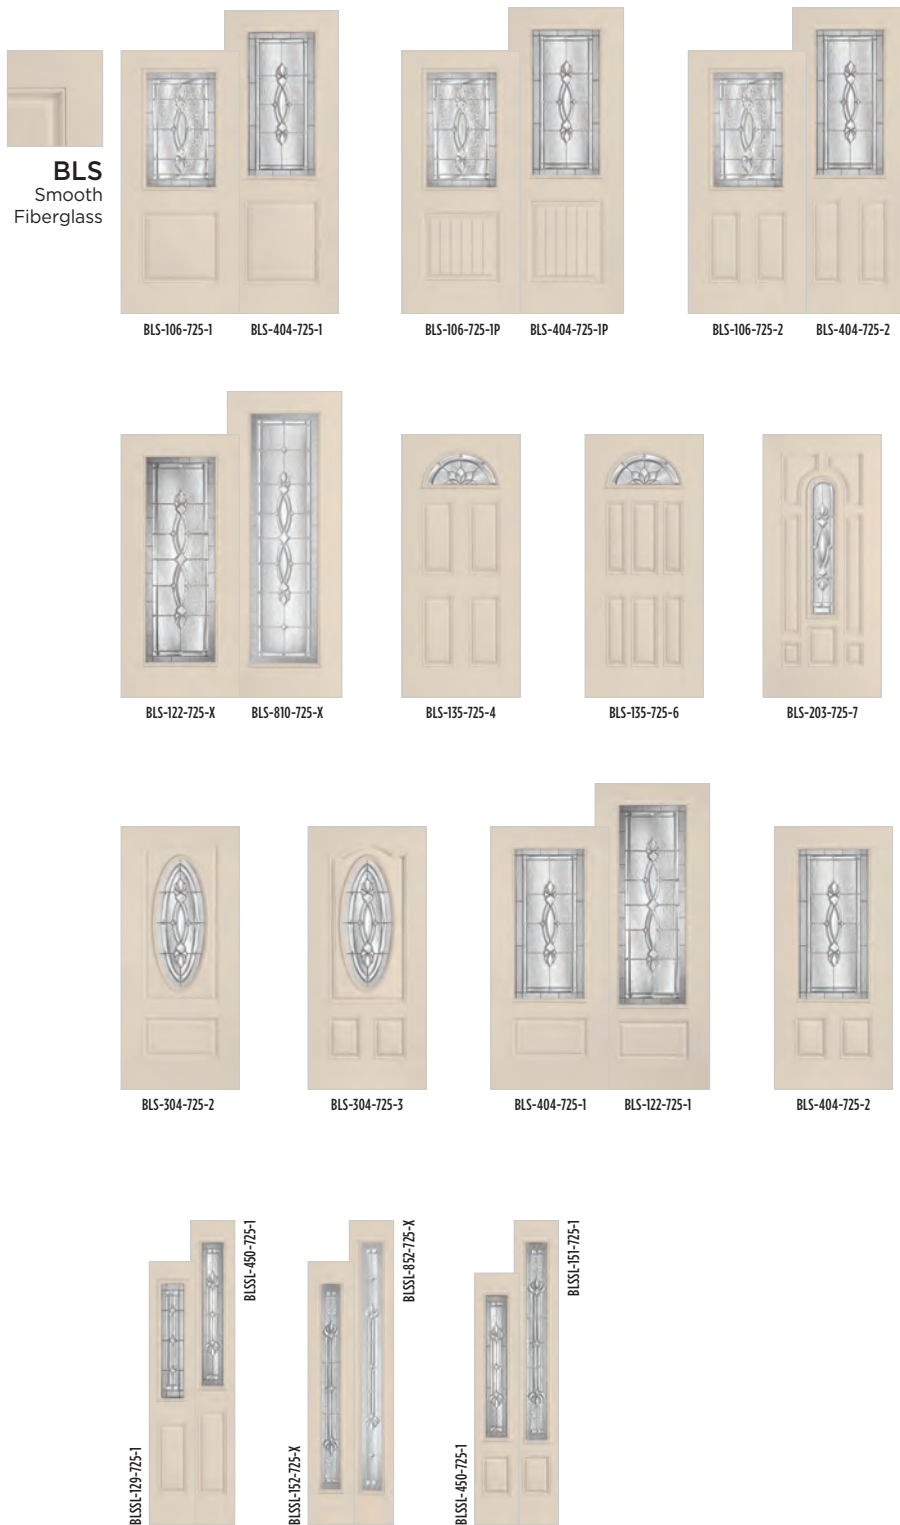 BLS
Smooth
Fiberglass
BLS-106-725-1 BLS-404-725-1 BLS-106-725-1P BLS-404-725-1P BLS-106-725-2 BLS-404-725-2
BLS-122-725-X BLS-810-725-X BLS-135-725-4 BLS-135-725-6 BLS-203-725-7
BLS-304-725-2 BLS-304-725-3 BLS-404-725-1 BLS-122-725-1 BLS-404-725-2
BLSSL-129-725-1
BLSSL-450-725-1
BLSSL-152-725-X
BLSSL-852-725-X
BLSSL-450-725-1
BLSSL-151-725-1